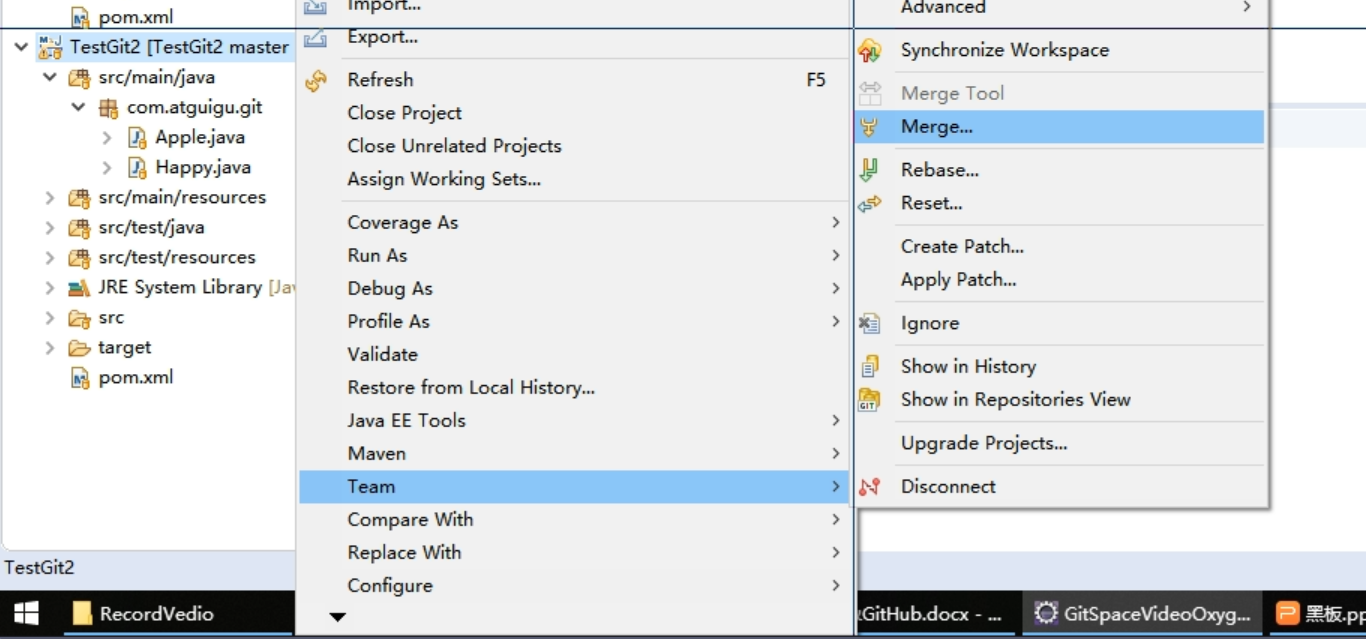 pom.xml
TestGit2 [TestGit2 master
src/main/java
com.atguigu.git
Apple.java
Happy.java
src/main/resources
src/test/java
src/test/resources
JRE System Library [Jav
src
target
pom.xml
TestGit2
Import...
Export...
Refresh F5
Close Project
Close Unrelated Projects
Assign Working Sets...
Coverage As
Run As
Debug As
Profile As
Validate
Restore from Local History...
Java EE Tools
Maven
Team
Compare With
Replace With
Configure
Advanced
Synchronize Workspace
Merge Tool
Merge...
Rebase...
Reset...
Create Patch...
Apply Patch...
Ignore
Show in History
GIT
Show in Repositories View
Upgrade Projects...
Disconnect
RecordVedio
tGitHub.docx - ...
GitSpaceVideoOxyg...
黑板.pp